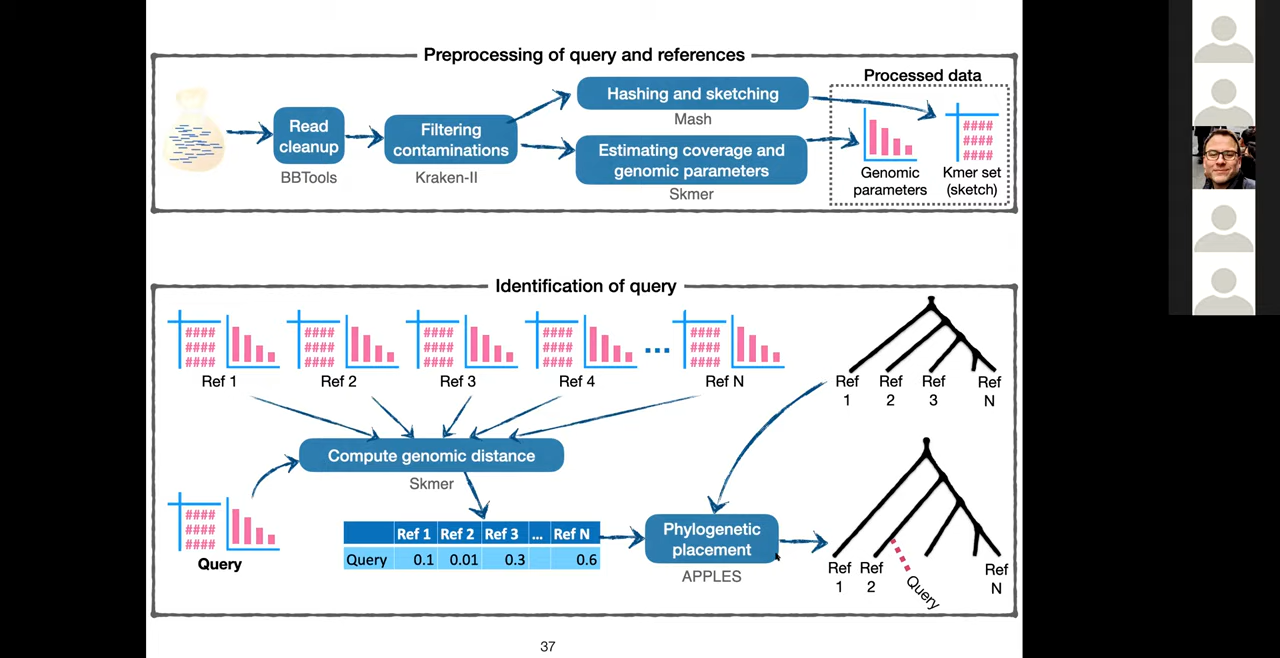 Preprocessing of query and references
Processed data
Read
cleanup
BBTools
Filtering
contaminations
Kraken-II
Hashing and sketching
Mash
Estimating coverage and
genomic parameters
Skmer
Genomic
parameters
####
####
####
Kmer set
(sketch)
Identification of query
####
####
####
Ref 1
####
####
####
Ref 2
####
####
####
Ref 3
####
####
####
Ref 4
...
####
####
####
Ref N
Ref
1
Ref
2
Ref
3
Ref
N
Compute genomic distance
Skmer
####
####
####
Query
Ref 1 Ref 2 Ref 3 ... Ref N
Query 0.1 0.01 0.3 0.6
Phylogenetic
placement
APPLES
Ref
1
Ref
2
Query
Ref
N
37